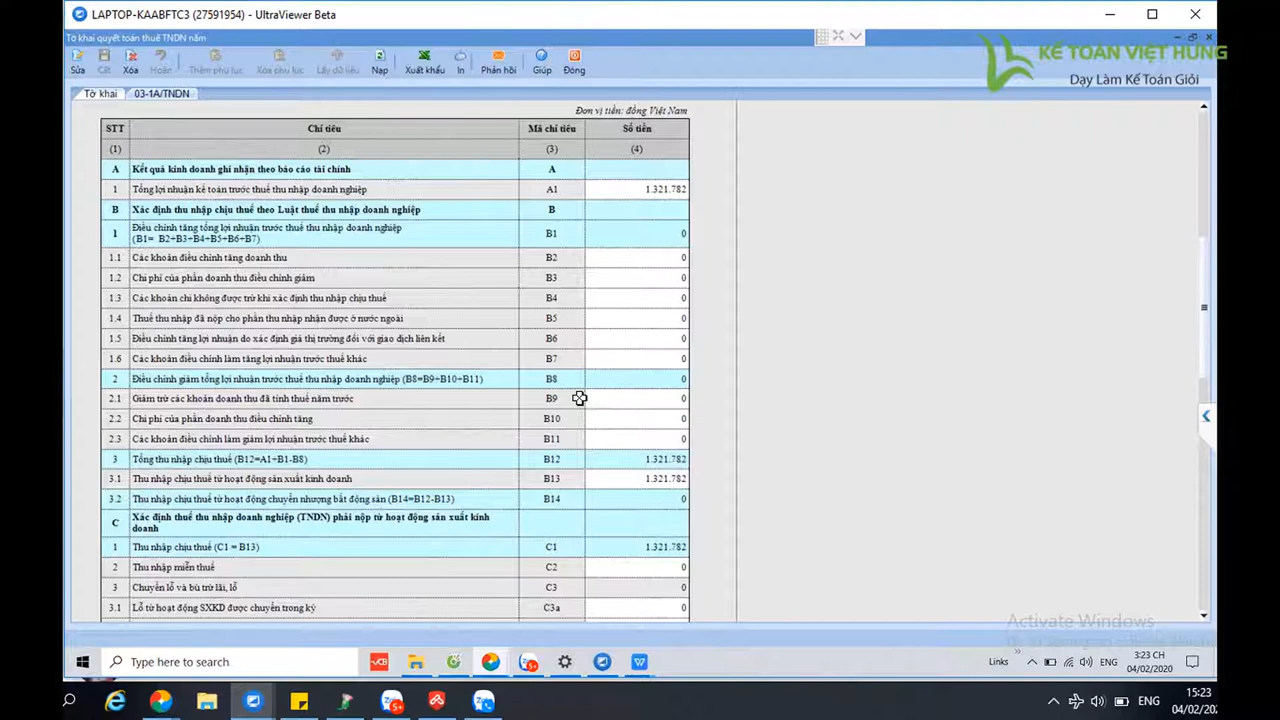 LAPTOP-KAABFTC3 (27591954) - UltraViewer Beta
Tờ khai quyết toán thuế TNDN năm
KẾ TOÁN VIỆT HƯNG
Dạy Làm Kế Toán Giỏi
Sửa Cất Xóa Hoãn Thêm phụ lục Xóa phụ lục Lấy dữ liệu Nạp Xuất khẩu In Phản hồi Giúp Đóng
Tờ khai 03-1A/TNDN
Đơn vị tiền: đồng Việt Nam
STT Chỉ tiêu Mã chỉ tiêu Số tiền
(1) (2) (3) (4)
A Kết quả kinh doanh ghi nhận theo báo cáo tài chính A
1 Tổng lợi nhuận kế toán trước thuế thu nhập doanh nghiệp A1 1.321.782
B Xác định thu nhập chịu thuế theo Luật thuế thu nhập doanh nghiệp B
1 Điều chỉnh tăng tổng lợi nhuận trước thuế thu nhập doanh nghiệp
(B1= B2+B3+B4+B5+B6+B7) B1 0
1.1 Các khoản điều chỉnh tăng doanh thu B2 0
1.2 Chi phí của phần doanh thu điều chỉnh giảm B3 0
1.3 Các khoản chi không được trừ khi xác định thu nhập chịu thuế B4 0
1.4 Thuế thu nhập đã nộp cho phần thu nhập nhận được ở nước ngoài B5 0
1.5 Điều chỉnh tăng lợi nhuận do xác định giá thị trường đối với giao dịch liên kết B6 0
1.6 Các khoản điều chỉnh làm tăng lợi nhuận trước thuế khác B7 0
2 Điều chỉnh giảm tổng lợi nhuận trước thuế thu nhập doanh nghiệp (B8=B9+B10+B11) B8 0
2.1 Giảm trừ các khoản doanh thu đã tính thuế năm trước B9 0
2.2 Chi phí của phần doanh thu điều chỉnh tăng B10 0
2.3 Các khoản điều chỉnh làm giảm lợi nhuận trước thuế khác B11 0
3 Tổng thu nhập chịu thuế (B12=A1+B1-B8) B12 1.321.782
3.1 Thu nhập chịu thuế từ hoạt động sản xuất kinh doanh B13 1.321.782
3.2 Thu nhập chịu thuế từ hoạt động chuyển nhượng bất động sản (B14=B12-B13) B14 0
C Xác định thuế thu nhập doanh nghiệp (TNDN) phải nộp từ hoạt động sản xuất kinh
doanh
1 Thu nhập chịu thuế (C1 = B13) C1 1.321.782
2 Thu nhập miễn thuế C2 0
3 Chuyển lỗ và bù trừ lãi, lỗ C3 0
3.1 Lỗ từ hoạt động SXKD được chuyển trong kỳ C3a 0
Activate Windows
Type here to search
Links ENG 3:23 CH
04/02/2020
ENG 15:23
04/02/202